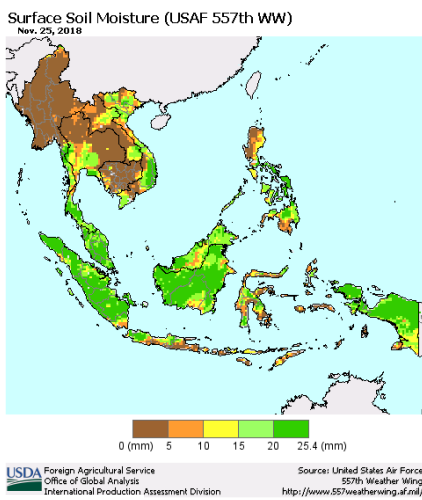 Surface Soil Moisture (USAF 557th WW)
Nov. 25, 2018
0 (mm) 5 10 15 20 25.4 (mm)
USDA Foreign Agricultural Service
Office of Global Analysis
International Production Assessment Division
Source: United States Air Force
557th Weather Wing
http://www.557weatherwing.af.mil/